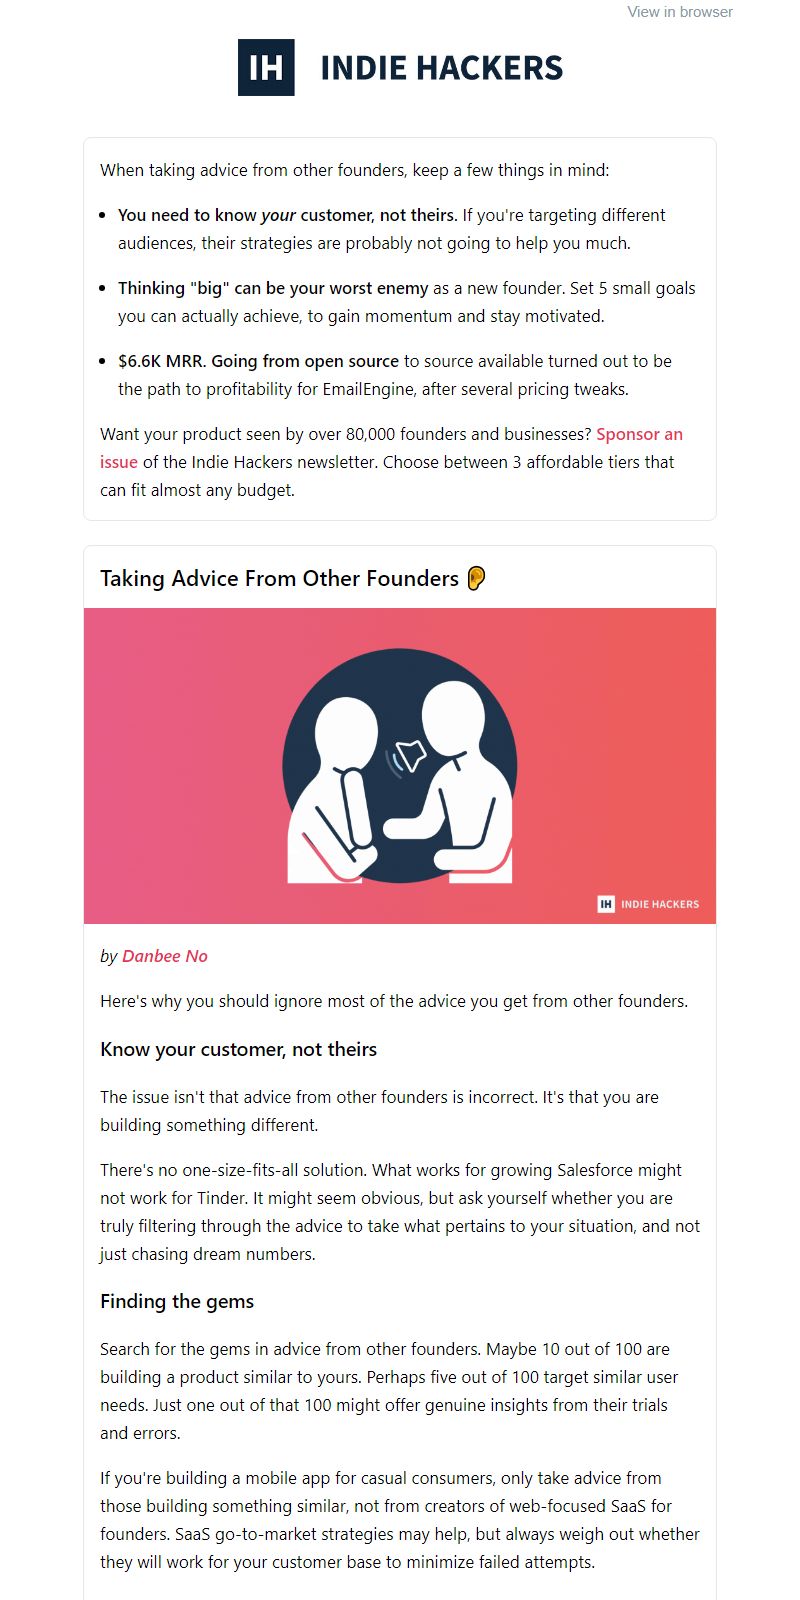 View in browser
IH INDIE HACKERS
When taking advice from other founders, keep a few things in mind:
• You need to know your customer, not theirs. If you're targeting different
audiences, their strategies are probably not going to help you much.
• Thinking "big" can be your worst enemy as a new founder. Set 5 small goals
you can actually achieve, to gain momentum and stay motivated.
• $6.6K MRR. Going from open source to source available turned out to be
the path to profitability for EmailEngine, after several pricing tweaks.
Want your product seen by over 80,000 founders and businesses? Sponsor an
issue of the Indie Hackers newsletter. Choose between 3 affordable tiers that
can fit almost any budget.
Taking Advice From Other Founders 👂
IH INDIE HACKERS
by Danbee No
Here's why you should ignore most of the advice you get from other founders.
Know your customer, not theirs
The issue isn't that advice from other founders is incorrect. It's that you are
building something different.
There's no one-size-fits-all solution. What works for growing Salesforce might
not work for Tinder. It might seem obvious, but ask yourself whether you are
truly filtering through the advice to take what pertains to your situation, and not
just chasing dream numbers.
Finding the gems
Search for the gems in advice from other founders. Maybe 10 out of 100 are
building a product similar to yours. Perhaps five out of 100 target similar user
needs. Just one out of that 100 might offer genuine insights from their trials
and errors.
If you're building a mobile app for casual consumers, only take advice from
those building something similar, not from creators of web-focused SaaS for
founders. SaaS go-to-market strategies may help, but always weigh out whether
they will work for your customer base to minimize failed attempts.